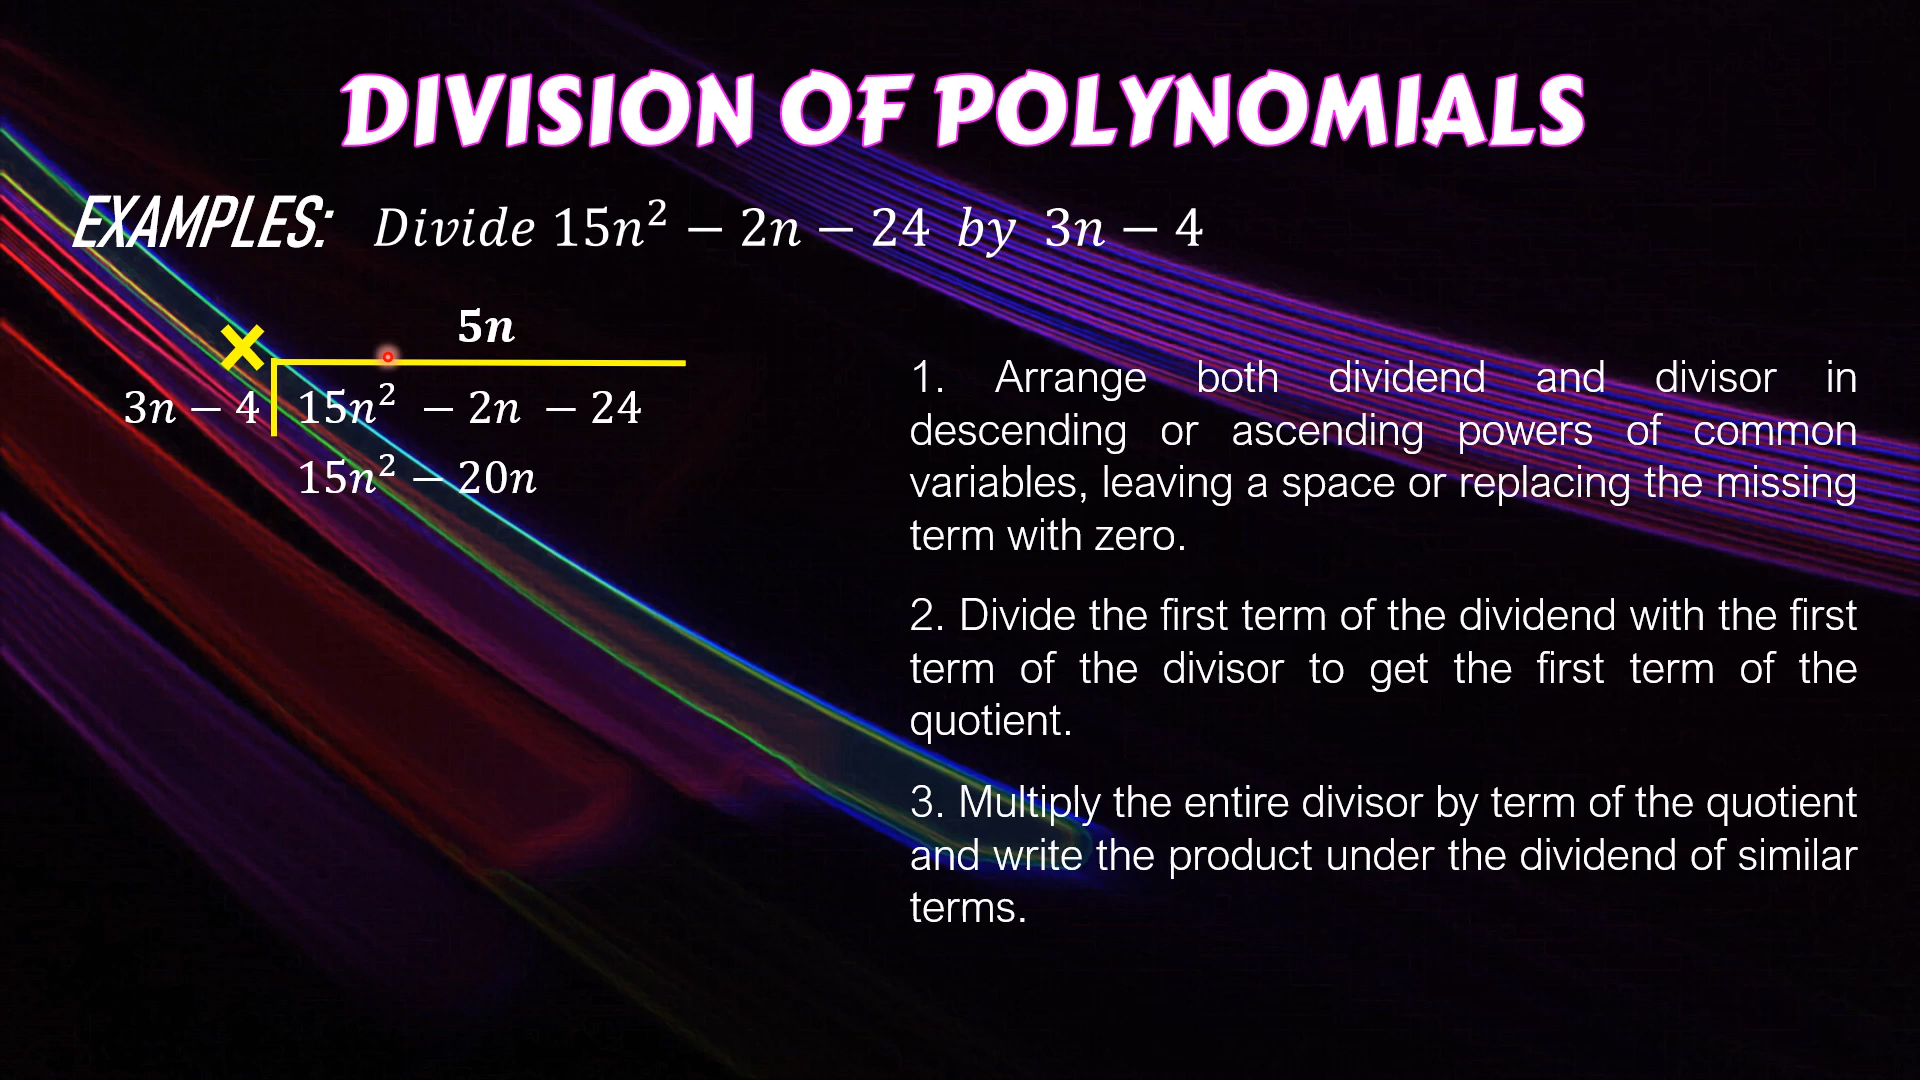 DIVISION OF POLYNOMIALS
EXAMPLES: Divide 15n² − 2n − 24 by 3n − 4
5n
×
3n − 4 15n² − 2n − 24
15n² − 20n
1. Arrange both dividend and divisor in
descending or ascending powers of common
variables, leaving a space or replacing the missing
term with zero.
2. Divide the first term of the dividend with the first
term of the divisor to get the first term of the
quotient.
3. Multiply the entire divisor by term of the quotient
and write the product under the dividend of similar
terms.